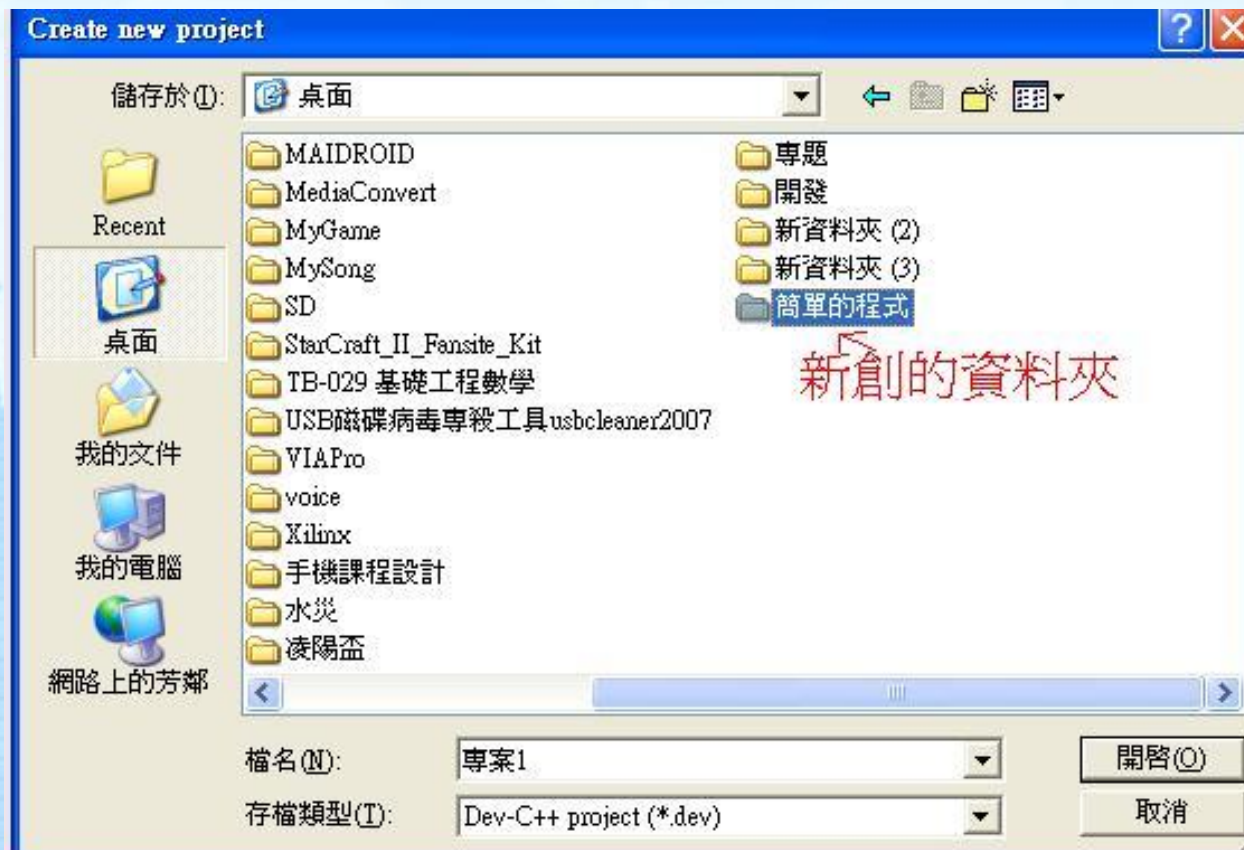 Create new project
儲存於(I):
桌面
Recent
桌面
我的文件
我的電腦
網路上的芳鄰
MAIDROID
MediaConvert
MyGame
MySong
SD
StarCraft_II_Fansite_Kit
TB-029 基礎工程數學
USB磁碟病毒專殺工具usbcleaner2007
VIAPro
voice
Xilinx
手機課程設計
水災
凌陽盃
專題
開發
新資料夾 (2)
新資料夾 (3)
簡單的程式
新創的資料夾
檔名(N):
專案1
開啓(O)
存檔類型(T):
Dev-C++ project (*.dev)
取消